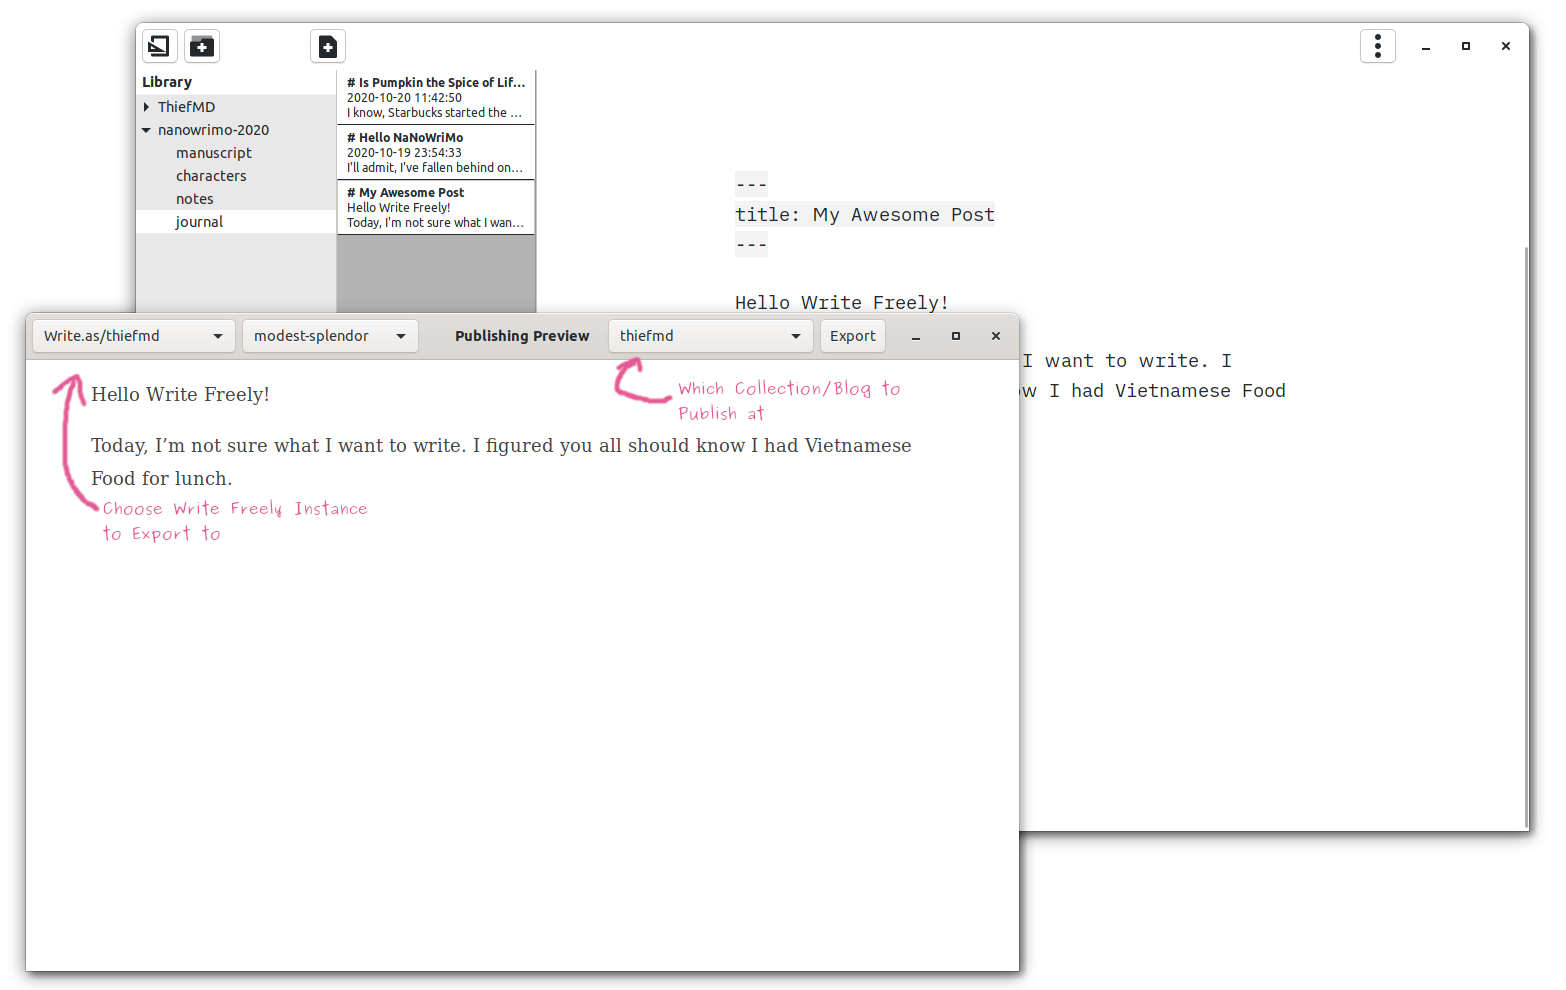 Library
ThiefMD
nanowrimo-2020
manuscript
characters
notes
journal
# Is Pumpkin the Spice of Lif...
2020-10-20 11:42:50
I know, Starbucks started the ...
# Hello NaNoWriMo
2020-10-19 23:54:33
I'll admit, I've fallen behind on...
# My Awesome Post
Hello Write Freely!
Today, I'm not sure what I wan...
---
title: My Awesome Post
---
Hello Write Freely!
I want to write. I
ow I had Vietnamese Food
Write.as/thiefmd
modest-splendor
Publishing Preview
thiefmd
Export
Hello Write Freely!
Which Collection/Blog to
Publish at
Today, I’m not sure what I want to write. I figured you all should know I had Vietnamese
Food for lunch.
Choose Write Freely Instance
to Export to